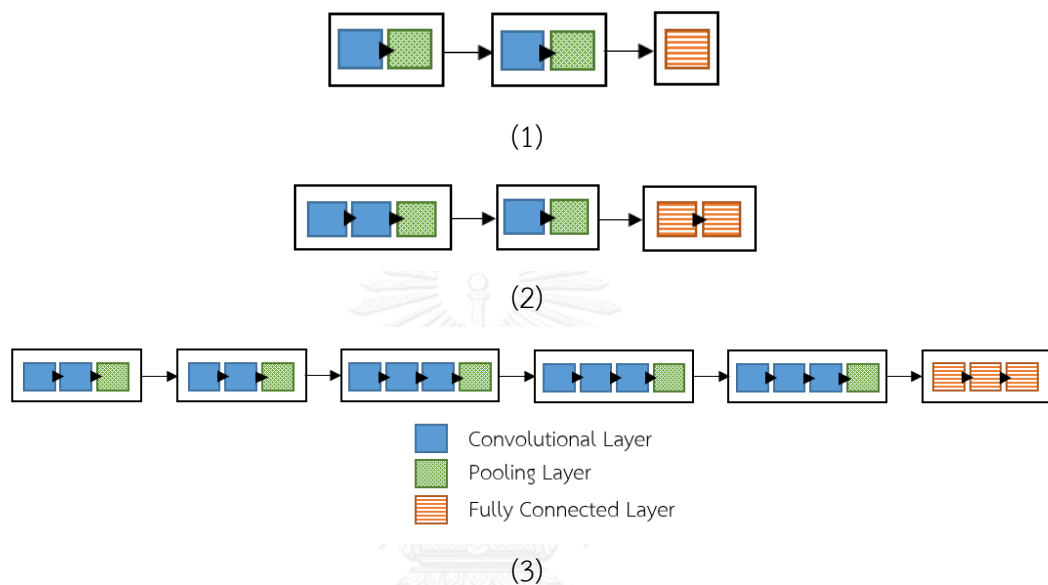 (1)
(2)
Convolutional Layer
Pooling Layer
Fully Connected Layer
(3)